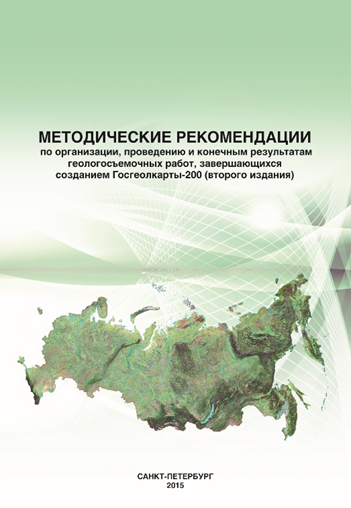 МЕТОДИЧЕСКИЕ РЕКОМЕНДАЦИИ
по организации, проведению и конечным результатам
геологосъемочных работ, завершающихся
созданием Госгеолкарты-200 (второго издания)
САНКТ-ПЕТЕРБУРГ
2015